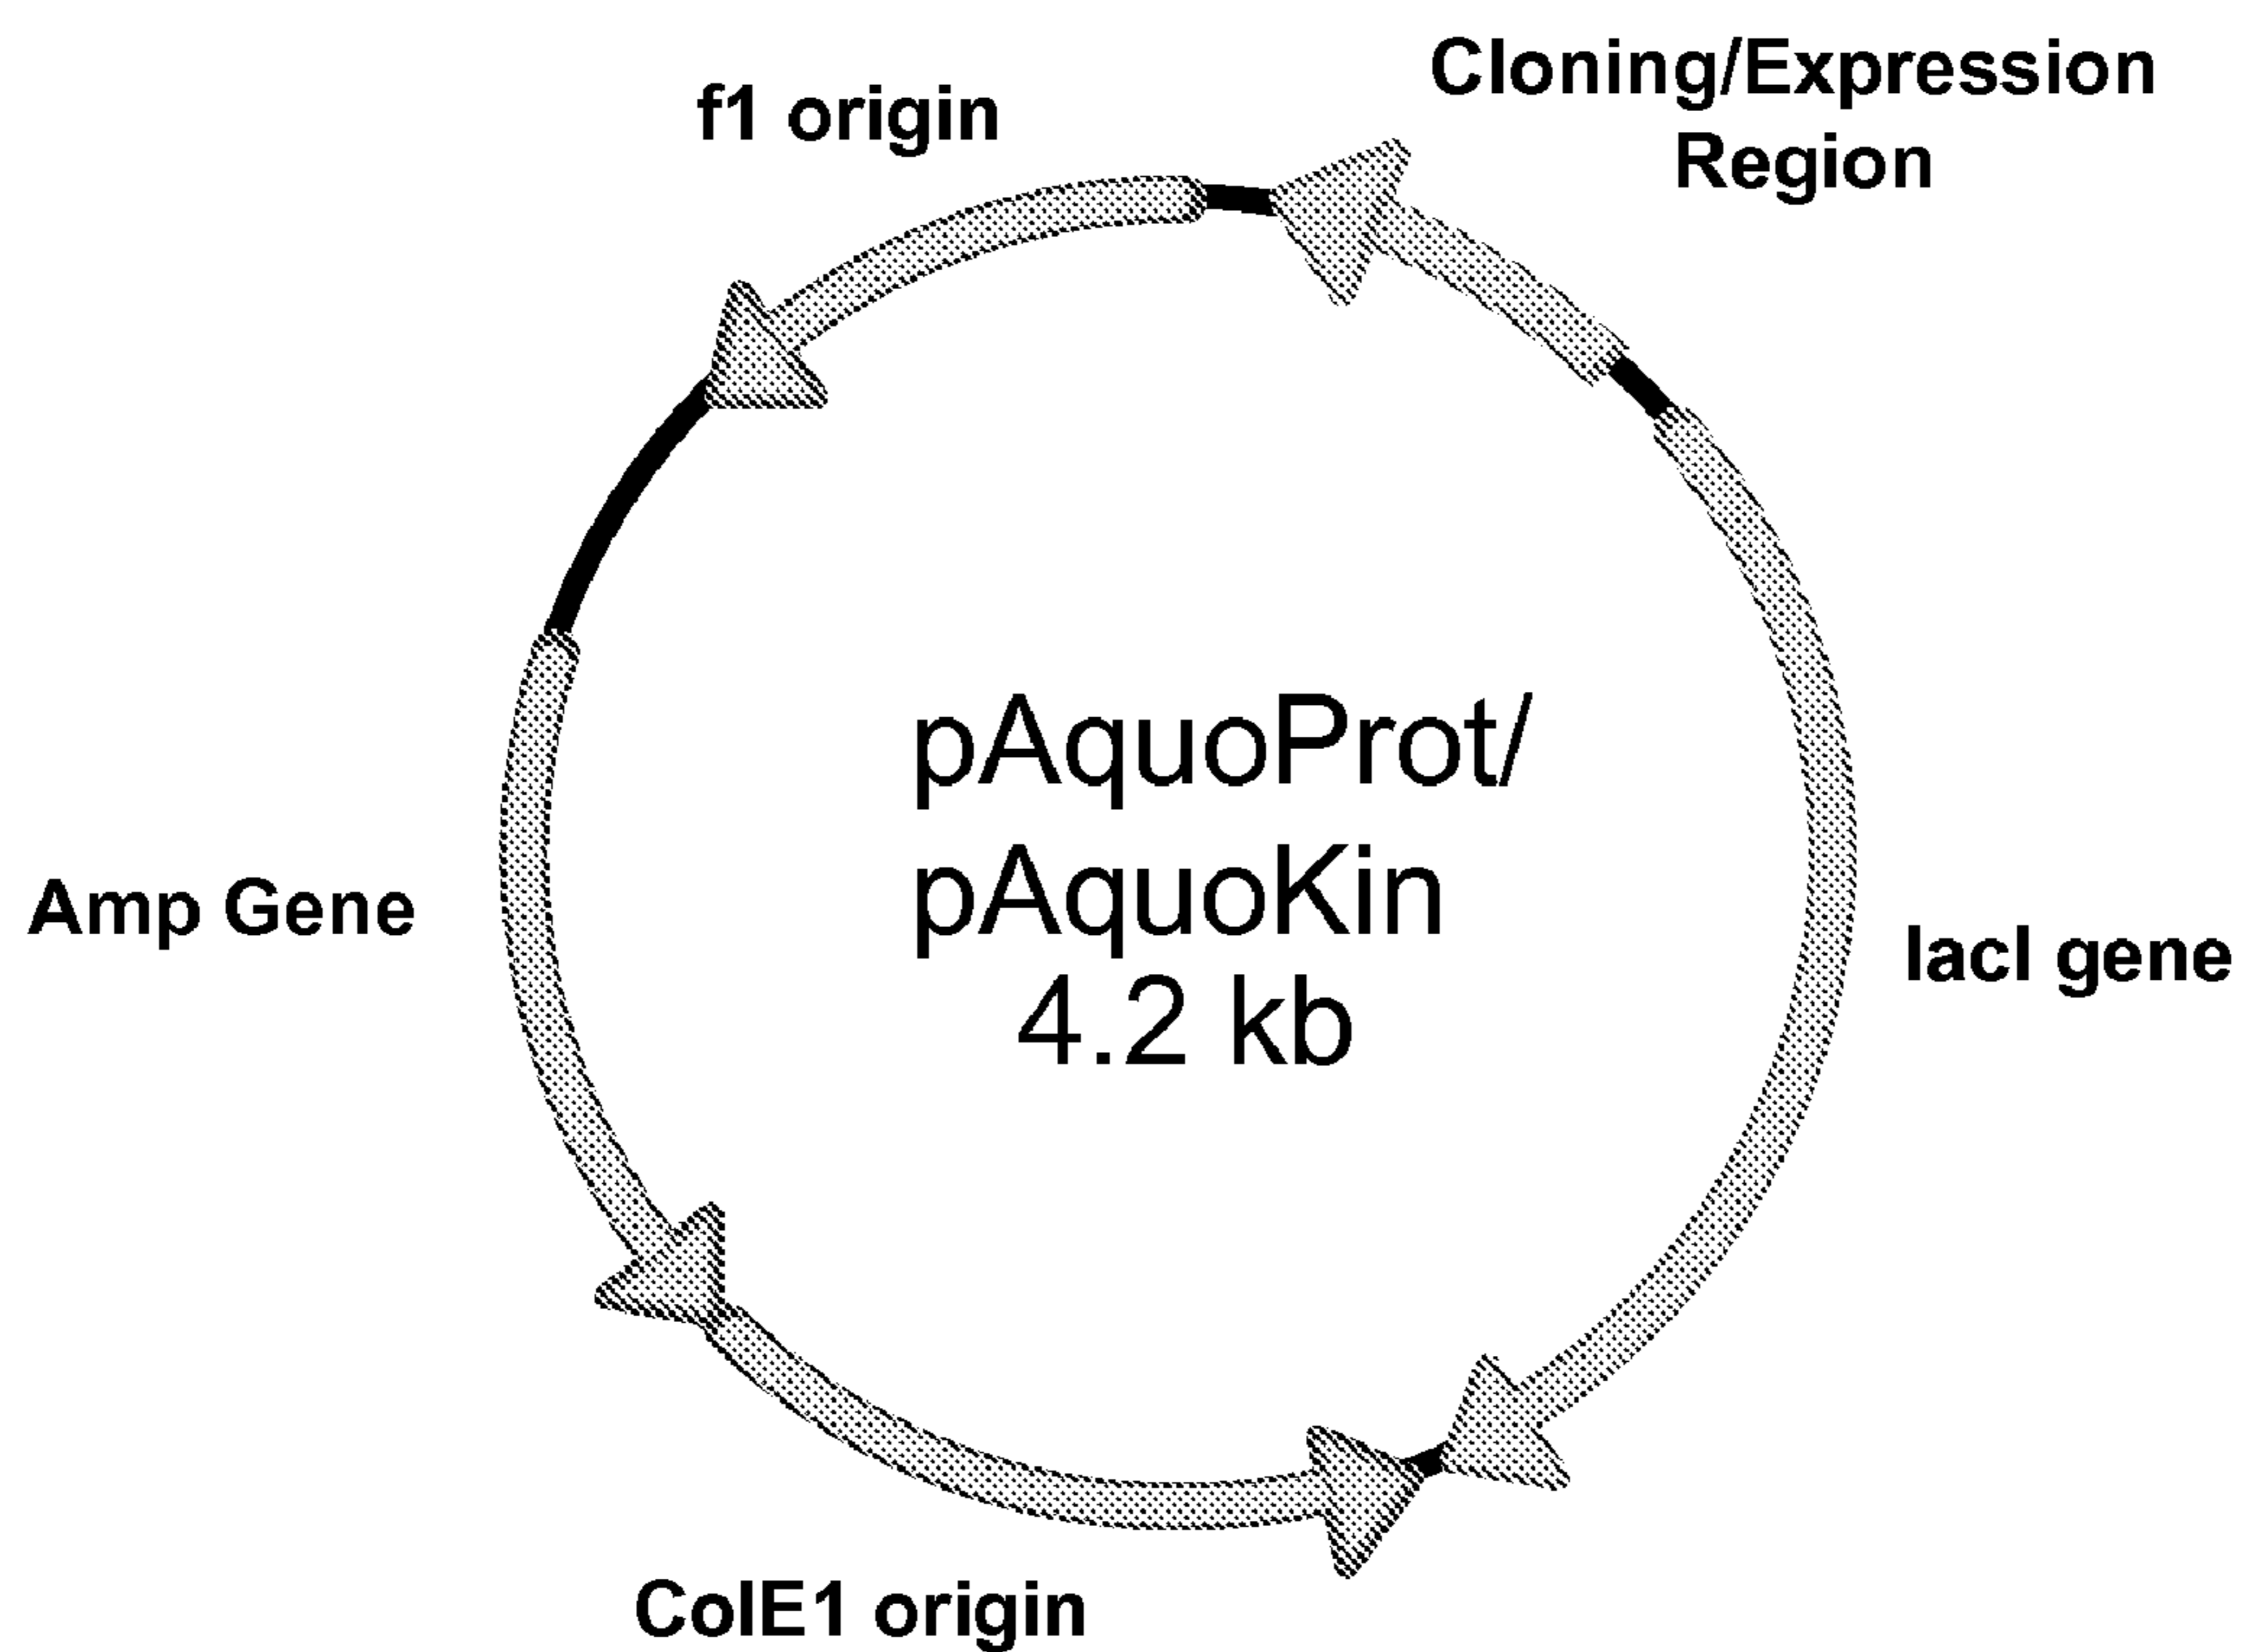 f1 origin
Cloning/Expression
Region
pAquoProt/
pAquoKin
4.2 kb
Amp Gene
lacI gene
ColE1 origin